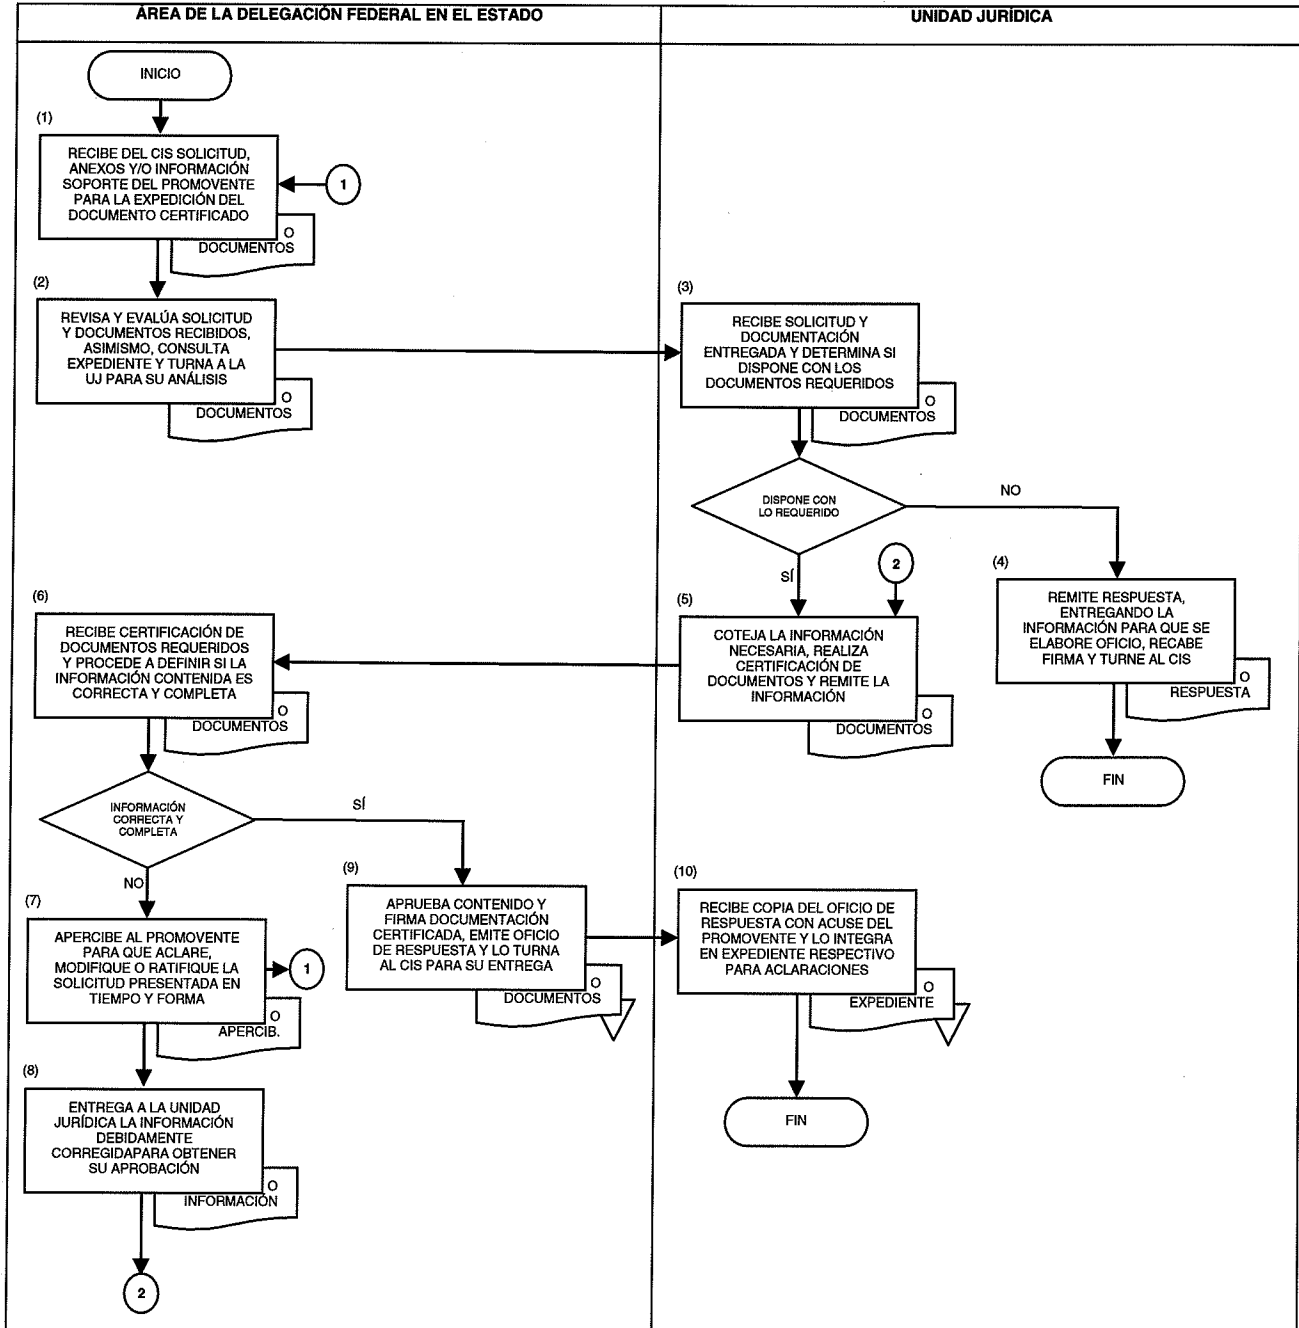 ÁREA DE LA DELEGACIÓN FEDERAL EN EL ESTADO
UNIDAD JURÍDICA
INICIO
(1)
RECIBE DEL CIS SOLICITUD,
ANEXOS Y/O INFORMACIÓN
SOPORTE DEL PROMOVENTE
PARA LA EXPEDICIÓN DEL
DOCUMENTO CERTIFICADO
1
O
DOCUMENTOS
(2)
REVISA Y EVALÚA SOLICITUD
Y DOCUMENTOS RECIBIDOS,
ASIMISMO, CONSULTA
EXPEDIENTE Y TURNA A LA
UJ PARA SU ANÁLISIS
O
DOCUMENTOS
(3)
RECIBE SOLICITUD Y
DOCUMENTACIÓN
ENTREGADA Y DETERMINA SI
DISPONE CON LOS
DOCUMENTOS REQUERIDOS
O
DOCUMENTOS
DISPONE CON
LO REQUERIDO
NO
SÍ
2
(4)
REMITE RESPUESTA,
ENTREGANDO LA
INFORMACIÓN PARA QUE SE
ELABORE OFICIO, RECABE
FIRMA Y TURNE AL CIS
O
RESPUESTA
FIN
(5)
COTEJA LA INFORMACIÓN
NECESARIA, REALIZA
CERTIFICACIÓN DE
DOCUMENTOS Y REMITE LA
INFORMACIÓN
O
DOCUMENTOS
(6)
RECIBE CERTIFICACIÓN DE
DOCUMENTOS REQUERIDOS
Y PROCEDE A DEFINIR SI LA
INFORMACIÓN CONTENIDA ES
CORRECTA Y COMPLETA
O
DOCUMENTOS
INFORMACIÓN
CORRECTA Y
COMPLETA
SÍ
NO
(7)
APERCIBE AL PROMOVENTE
PARA QUE ACLARE,
MODIFIQUE O RATIFIQUE LA
SOLICITUD PRESENTADA EN
TIEMPO Y FORMA
1
O
APERCIB.
(8)
ENTREGA A LA UNIDAD
JURÍDICA LA INFORMACIÓN
DEBIDAMENTE
CORREGIDAPARA OBTENER
SU APROBACIÓN
O
INFORMACIÓN
2
(9)
APRUEBA CONTENIDO Y
FIRMA DOCUMENTACIÓN
CERTIFICADA, EMITE OFICIO
DE RESPUESTA Y LO TURNA
AL CIS PARA SU ENTREGA
O
DOCUMENTOS
(10)
RECIBE COPIA DEL OFICIO DE
RESPUESTA CON ACUSE DEL
PROMOVENTE Y LO INTEGRA
EN EXPEDIENTE RESPECTIVO
PARA ACLARACIONES
O
EXPEDIENTE
FIN